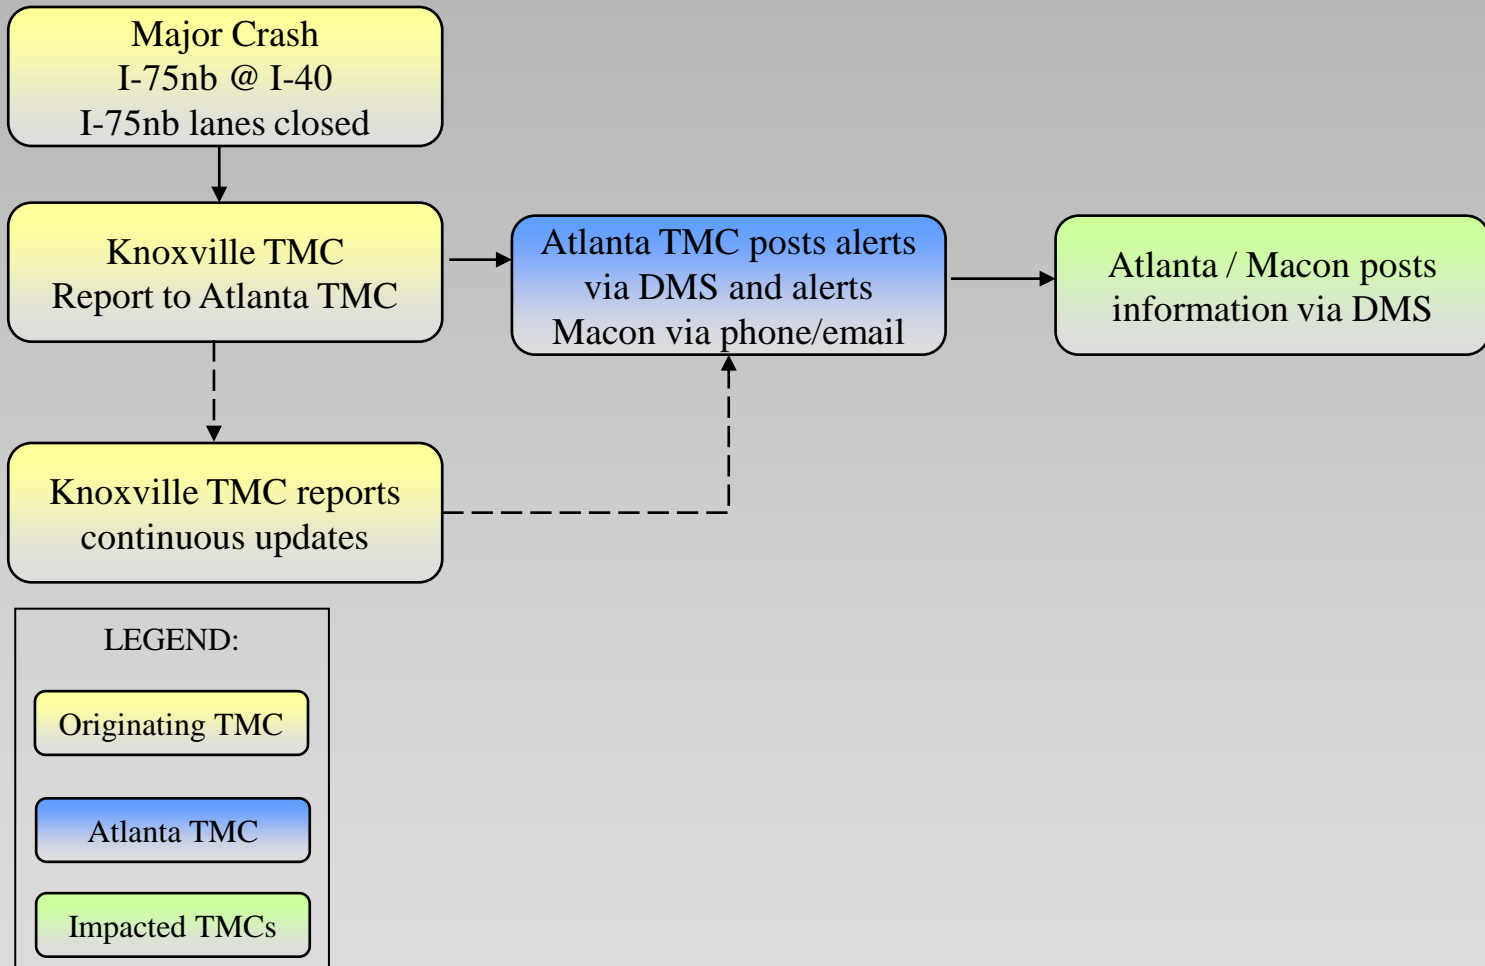 Major Crash
I-75nb @ I-40
I-75nb lanes closed
Knoxville TMC
Report to Atlanta TMC
Atlanta TMC posts alerts
via DMS and alerts
Macon via phone/email
Atlanta / Macon posts
information via DMS
Knoxville TMC reports
continuous updates
LEGEND:
Originating TMC
Atlanta TMC
Impacted TMCs